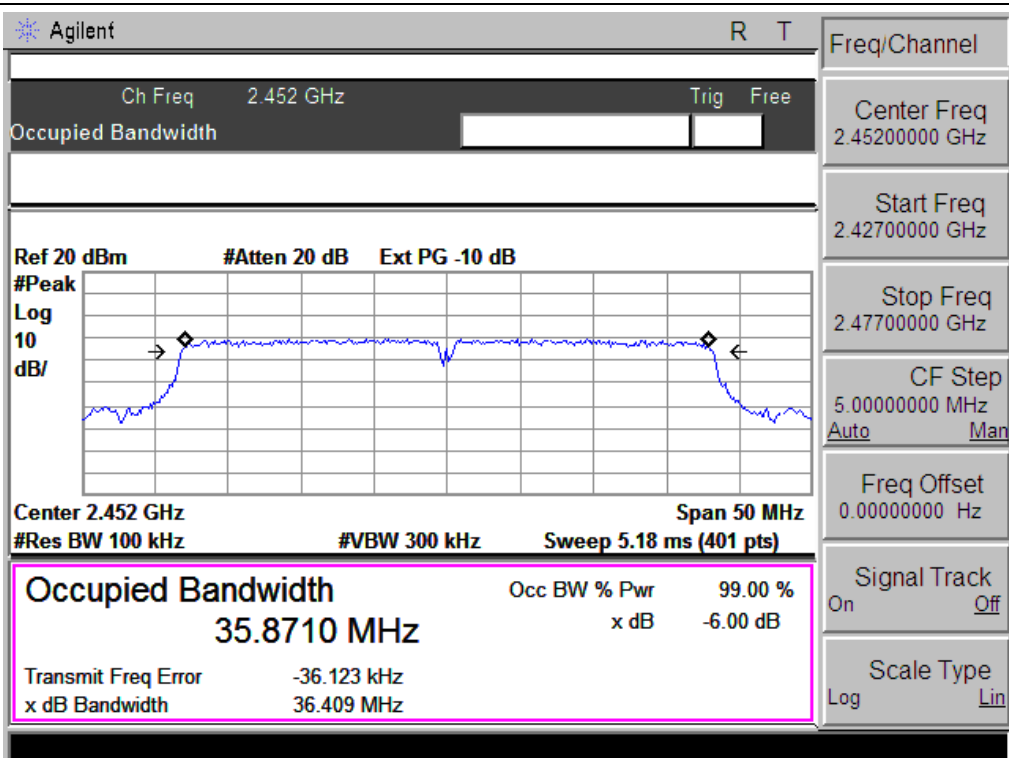 Agilent R T
Ch Freq 2.452 GHz Trig Free
Occupied Bandwidth
Ref 20 dBm #Atten 20 dB Ext PG -10 dB
#Peak
Log
10
dB/
Center 2.452 GHz Span 50 MHz
#Res BW 100 kHz #VBW 300 kHz Sweep 5.18 ms (401 pts)
Occupied Bandwidth Occ BW % Pwr 99.00 %
35.8710 MHz x dB -6.00 dB
Transmit Freq Error -36.123 kHz
x dB Bandwidth 36.409 MHz
Freq/Channel
Center Freq
2.45200000 GHz
Start Freq
2.42700000 GHz
Stop Freq
2.47700000 GHz
CF Step
5.00000000 MHz
Auto Man
Freq Offset
0.00000000 Hz
Signal Track
On Off
Scale Type
Log Lin